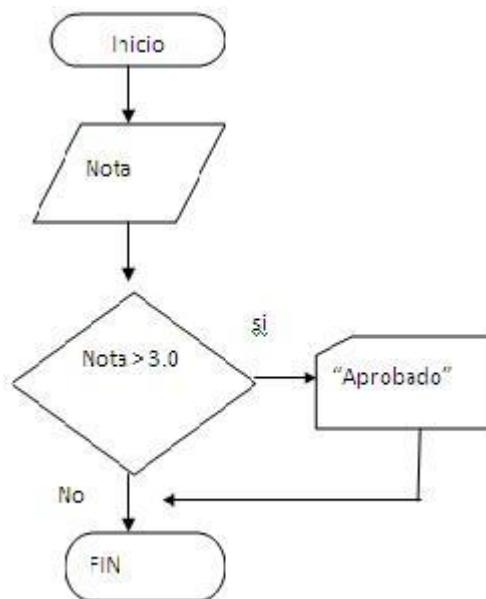 Inicio
Nota
Nota > 3.0
si
“Aprobado”
No
FIN